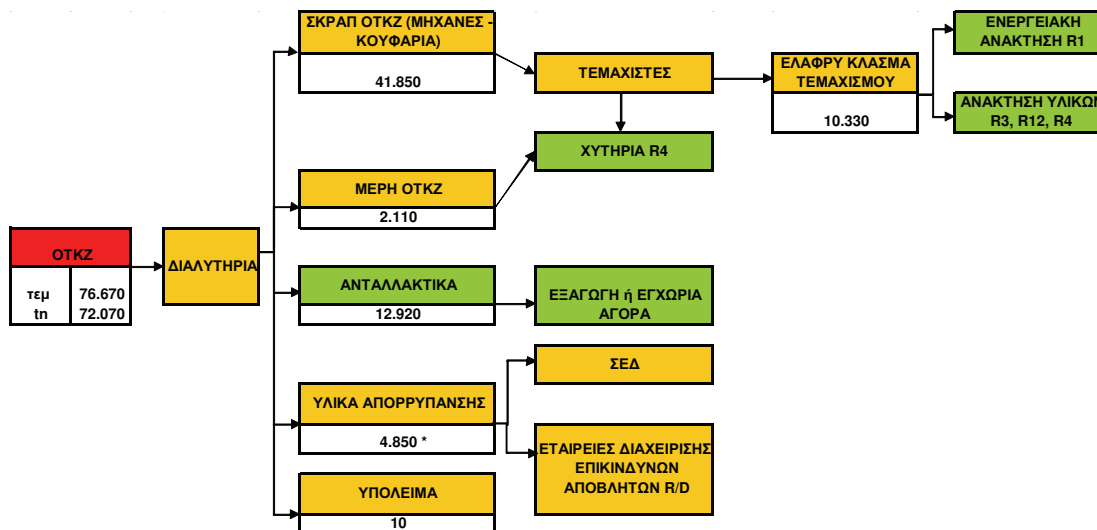 ΣΚΡΑΠ ΟΤΚΖ (ΜΗΧΑΝΕΣ -
ΚΟΥΦΑΡΙΑ)
41.850
ΤΕΜΑΧΙΣΤΕΣ
ΕΛΑΦΡΥ ΚΛΑΣΜΑ
ΤΕΜΑΧΙΣΜΟΥ
10.330
ΕΝΕΡΓΕΙΑΚΗ
ΑΝΑΚΤΗΣΗ R1
ΑΝΑΚΤΗΣΗ ΥΛΙΚΩΝ
R3, R12, R4
ΧΥΤΗΡΙΑ R4
ΜΕΡΗ ΟΤΚΖ
2.110
ΟΤΚΖ
τεμ 76.670
tn 72.070
ΔΙΑΛΥΤΗΡΙΑ
ΑΝΤΑΛΛΑΚΤΙΚΑ
12.920
ΕΞΑΓΩΓΗ ή ΕΓΧΩΡΙΑ
ΑΓΟΡΑ
ΥΛΙΚΑ ΑΠΟΡΡΥΠΑΝΣΗΣ
4.850 *
ΣΕΔ
ΕΤΑΙΡΕΙΕΣ ΔΙΑΧΕΙΡΙΣΗΣ
ΕΠΙΚΙΝΔΥΝΩΝ
ΑΠΟΒΛΗΤΩΝ R/D
ΥΠΟΛΕΙΜΑ
10